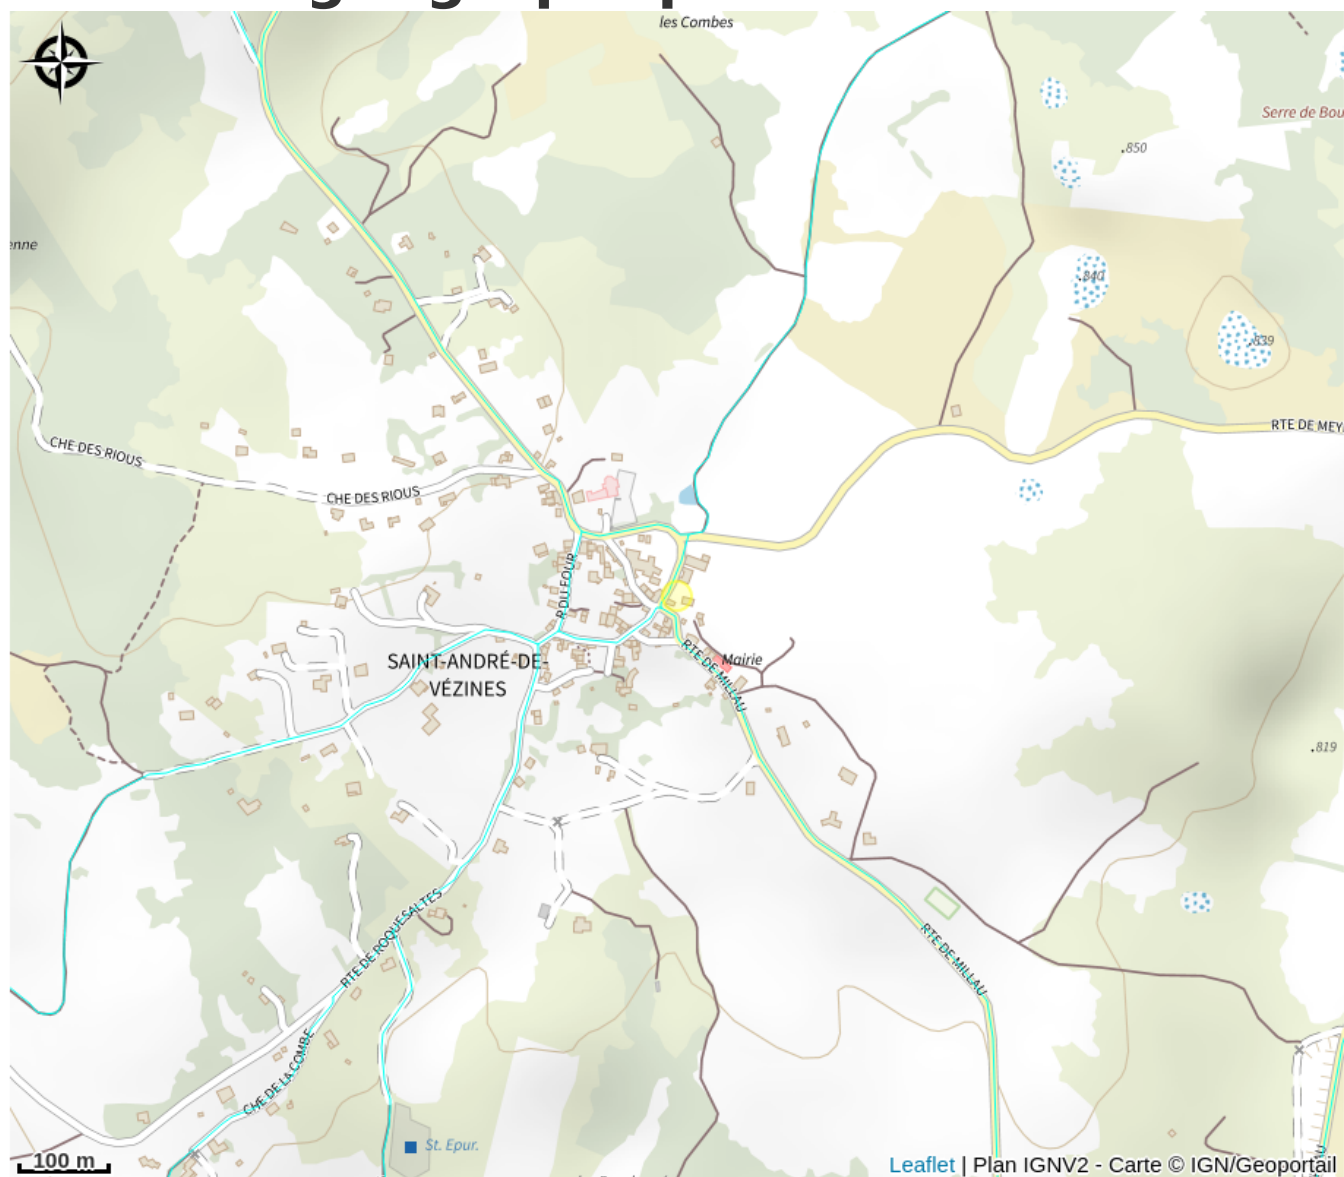 les Combes
Serre de Bou
850
enne
840
839
RTE DE MEY
CHE DES RIOUS
CHE DES RIOUS
R DU FOUR
SAINT-ANDRÉ-DE-
VÉZINES
RTE DE MILLAU
Mairie
819
RTE DE ROQUESALTES
RTE DE MILLAU
CHE DE LA COMBE
St. Epur.
100 m
Leaflet | Plan IGNV2 - Carte © IGN/Geoportail